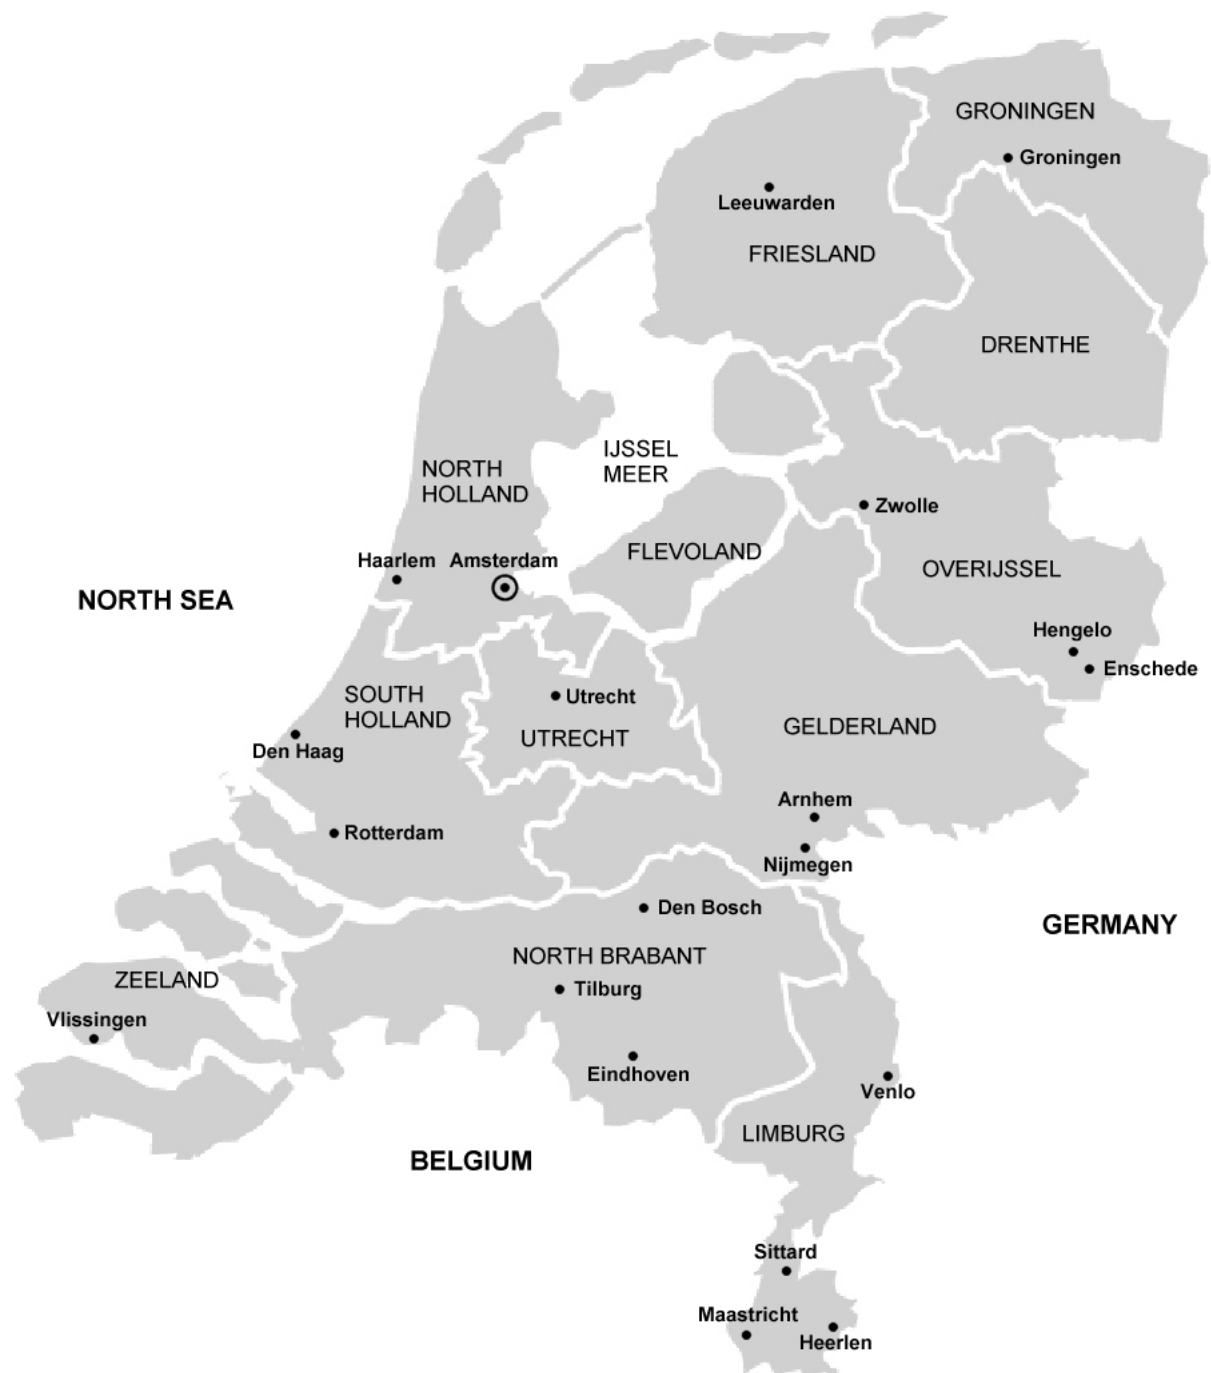 GRONINGEN
Groningen
Leeuwarden
FRIESLAND
DRENTHE
IJSSEL
MEER
NORTH
HOLLAND
Zwolle
FLEVOLAND
Haarlem
Amsterdam
OVERIJSSEL
NORTH SEA
Hengelo
Enschede
SOUTH
HOLLAND
Utrecht
GELDERLAND
UTRECHT
Den Haag
Arnhem
Rotterdam
Nijmegen
Den Bosch
GERMANY
NORTH BRABANT
ZEELAND
Tilburg
Vlissingen
Eindhoven
Venlo
LIMBURG
BELGIUM
Sittard
Maastricht
Heerlen